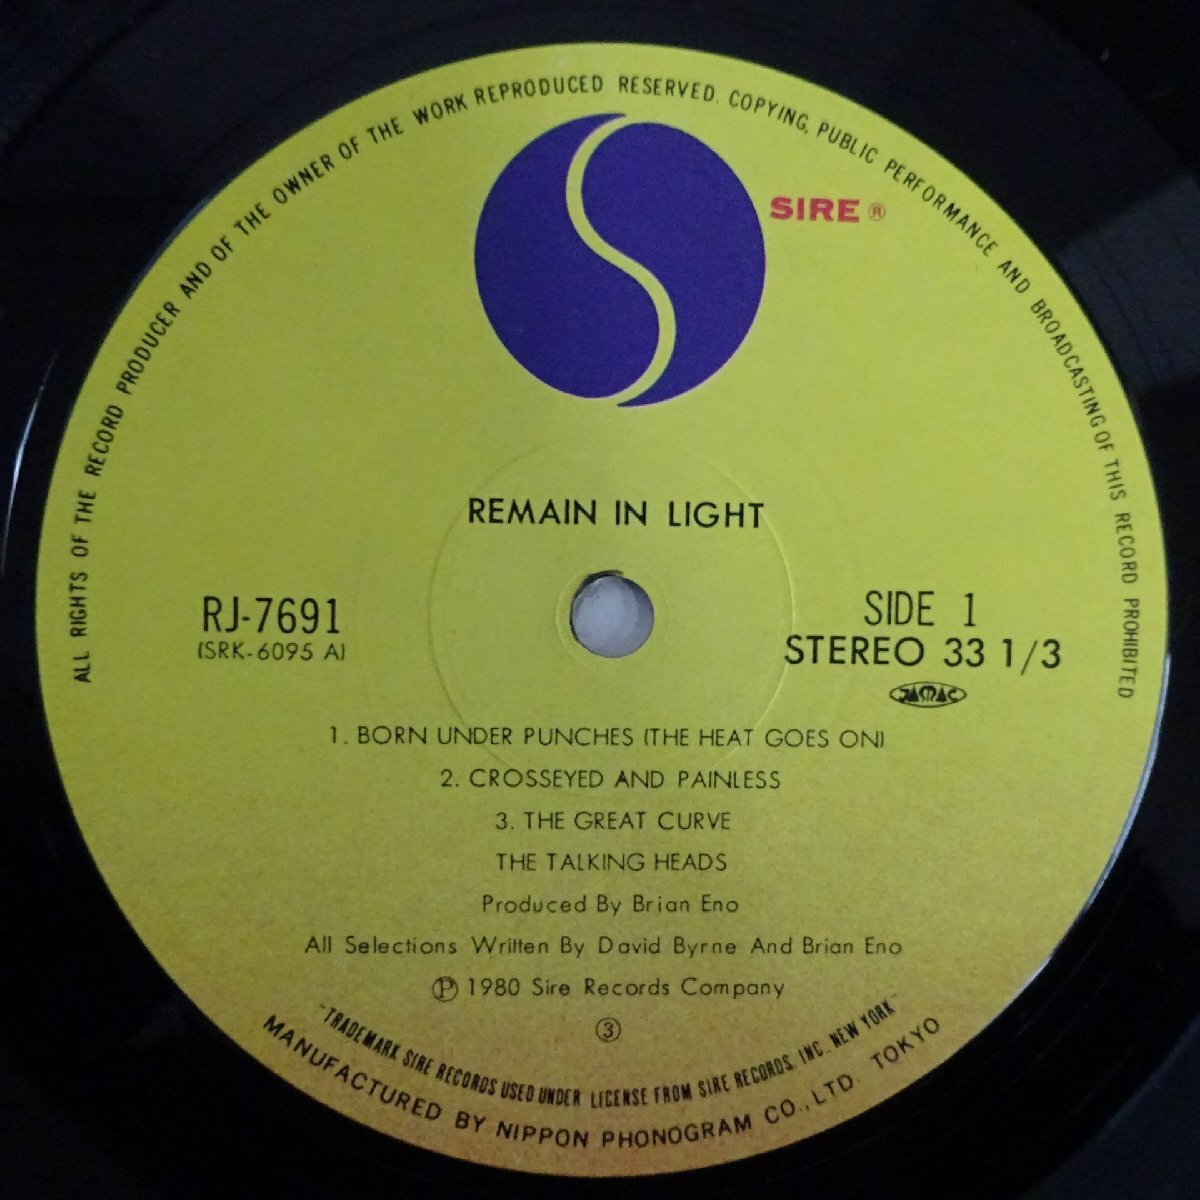 ALL RIGHTS OF THE RECORD PRODUCER AND OF THE OWNER OF THE WORK REPRODUCED RESERVED. COPYING, PUBLIC PERFORMANCE AND BROADCASTING OF THIS RECORD PROHIBITED
SIRE ®
REMAIN IN LIGHT
RJ-7691
(SRK-6095 A)
SIDE 1
STEREO 33 1/3
JASRAC
1. BORN UNDER PUNCHES (THE HEAT GOES ON)
2. CROSSEYED AND PAINLESS
3. THE GREAT CURVE
THE TALKING HEADS
Produced By Brian Eno
All Selections Written By David Byrne And Brian Eno
Ⓟ 1980 Sire Records Company
③
"TRADEMARK SIRE RECORDS USED UNDER LICENSE FROM SIRE RECORDS, INC., NEW YORK"
MANUFACTURED BY NIPPON PHONOGRAM CO., LTD. TOKYO